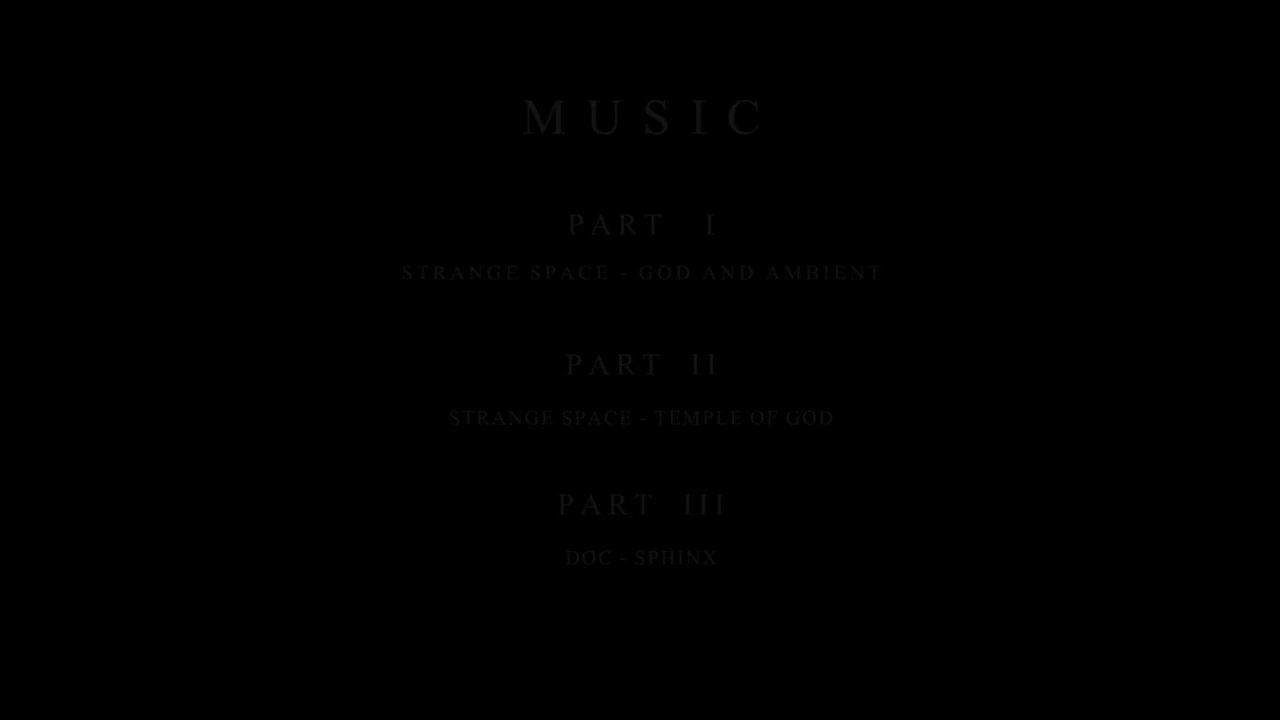 MUSIC
PART I
STRANGE SPACE - GOD AND AMBIENT
PART II
STRANGE SPACE - TEMPLE OF GOD
PART III
DOC - SPHINX